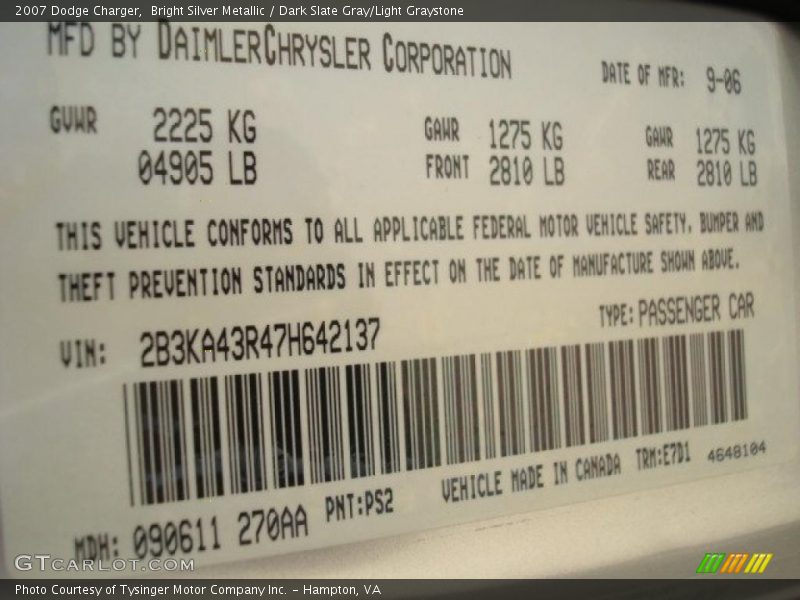 2007 Dodge Charger, Bright Silver Metallic / Dark Slate Gray/Light Graystone
MFD BY DAIMLERCHRYSLER CORPORATION
DATE OF MFR: 9-06
GVWR 2225 KG GAWR 1275 KG GAWR 1275 KG
04905 LB FRONT 2810 LB REAR 2810 LB
THIS VEHICLE CONFORMS TO ALL APPLICABLE FEDERAL MOTOR VEHICLE SAFETY, BUMPER AND
THEFT PREVENTION STANDARDS IN EFFECT ON THE DATE OF MANUFACTURE SHOWN ABOVE.
VIN: 2B3KA43R47H642137 TYPE: PASSENGER CAR
VEHICLE MADE IN CANADA TRM:E7D1 4648104
MDH: 090611 270AA PNT:PS2
GTCARLOT.COM
Photo Courtesy of Tysinger Motor Company Inc. - Hampton, VA